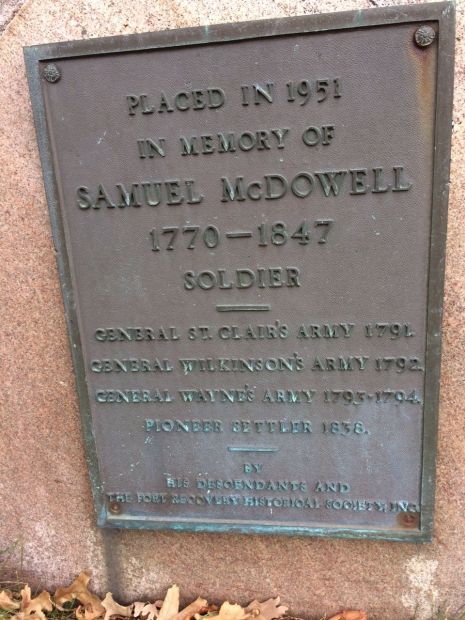 PLACED IN 1951
IN MEMORY OF
SAMUEL MCDOWELL
1770—1847
SOLDIER
GENERAL ST. CLAIR'S ARMY 1791.
GENERAL WILKINSON'S ARMY 1792.
GENERAL WAYNE'S ARMY 1793-1794.
PIONEER SETTLER 1838.
BY
HIS DESCENDANTS AND
THE FORT RECOVERY HISTORICAL SOCIETY, INC.